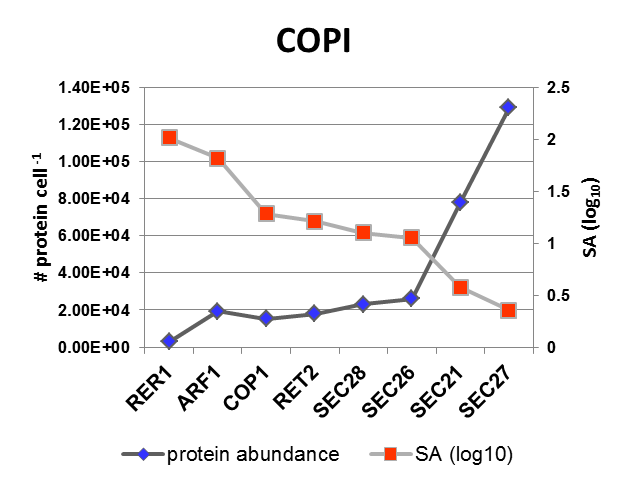 COPI
1.40E+05
1.20E+05
1.00E+05
8.00E+04
6.00E+04
4.00E+04
2.00E+04
0.00E+00
# protein cell -1
2.5
2
1.5
1
0.5
0
SA (log10)
RER1
ARF1
COP1
RET2
SEC28
SEC26
SEC21
SEC27
protein abundance
SA (log10)